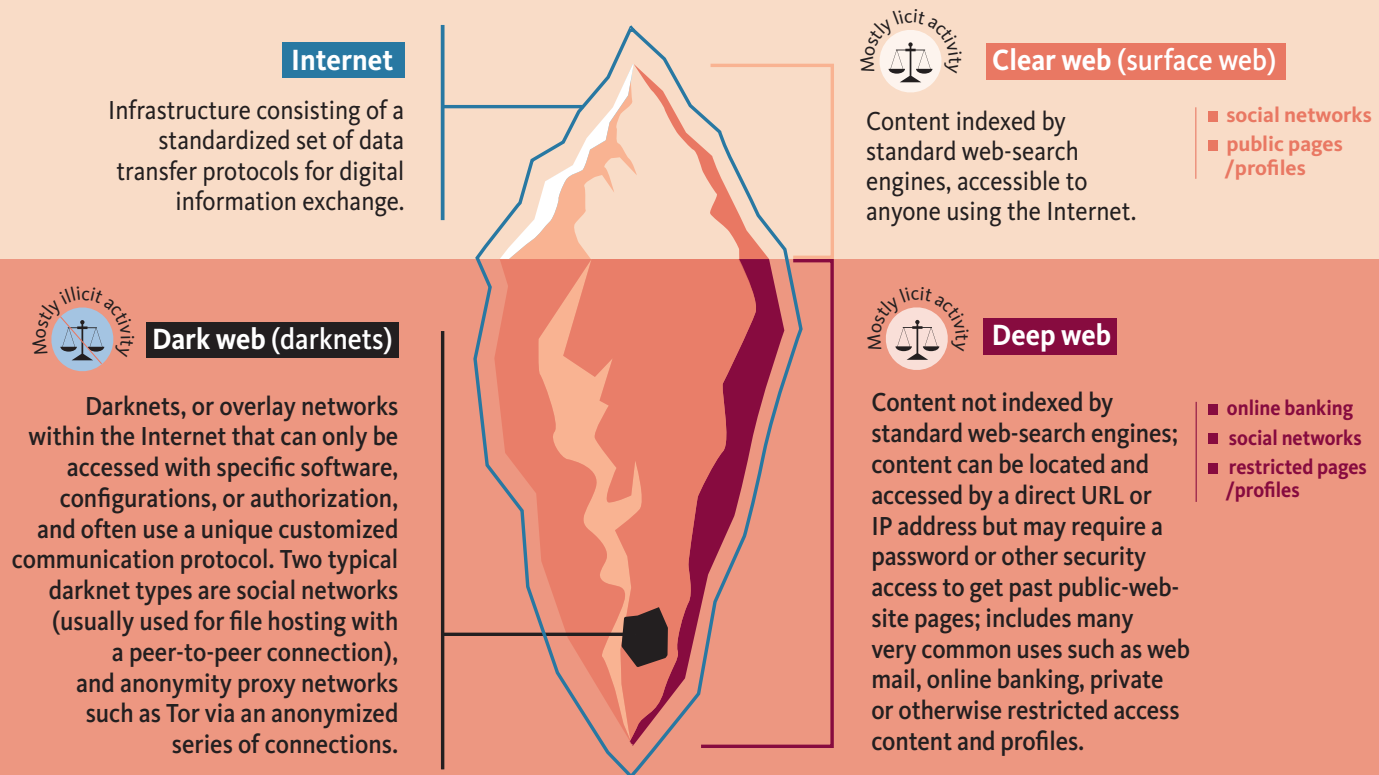 Internet
Infrastructure consisting of a
standardized set of data
transfer protocols for digital
information exchange.
Mostly licit activity
Clear web (surface web)
Content indexed by
standard web-search
engines, accessible to
anyone using the Internet.
social networks
public pages
/profiles
Mostly illicit activity
Dark web (darknets)
Darknets, or overlay networks
within the Internet that can only be
accessed with specific software,
configurations, or authorization,
and often use a unique customized
communication protocol. Two typical
darknet types are social networks
(usually used for file hosting with
a peer-to-peer connection),
and anonymity proxy networks
such as Tor via an anonymized
series of connections.
Mostly licit activity
Deep web
Content not indexed by
standard web-search engines;
content can be located and
accessed by a direct URL or
IP address but may require a
password or other security
access to get past public-web-
site pages; includes many
very common uses such as web
mail, online banking, private
or otherwise restricted access
content and profiles.
online banking
social networks
restricted pages
/profiles